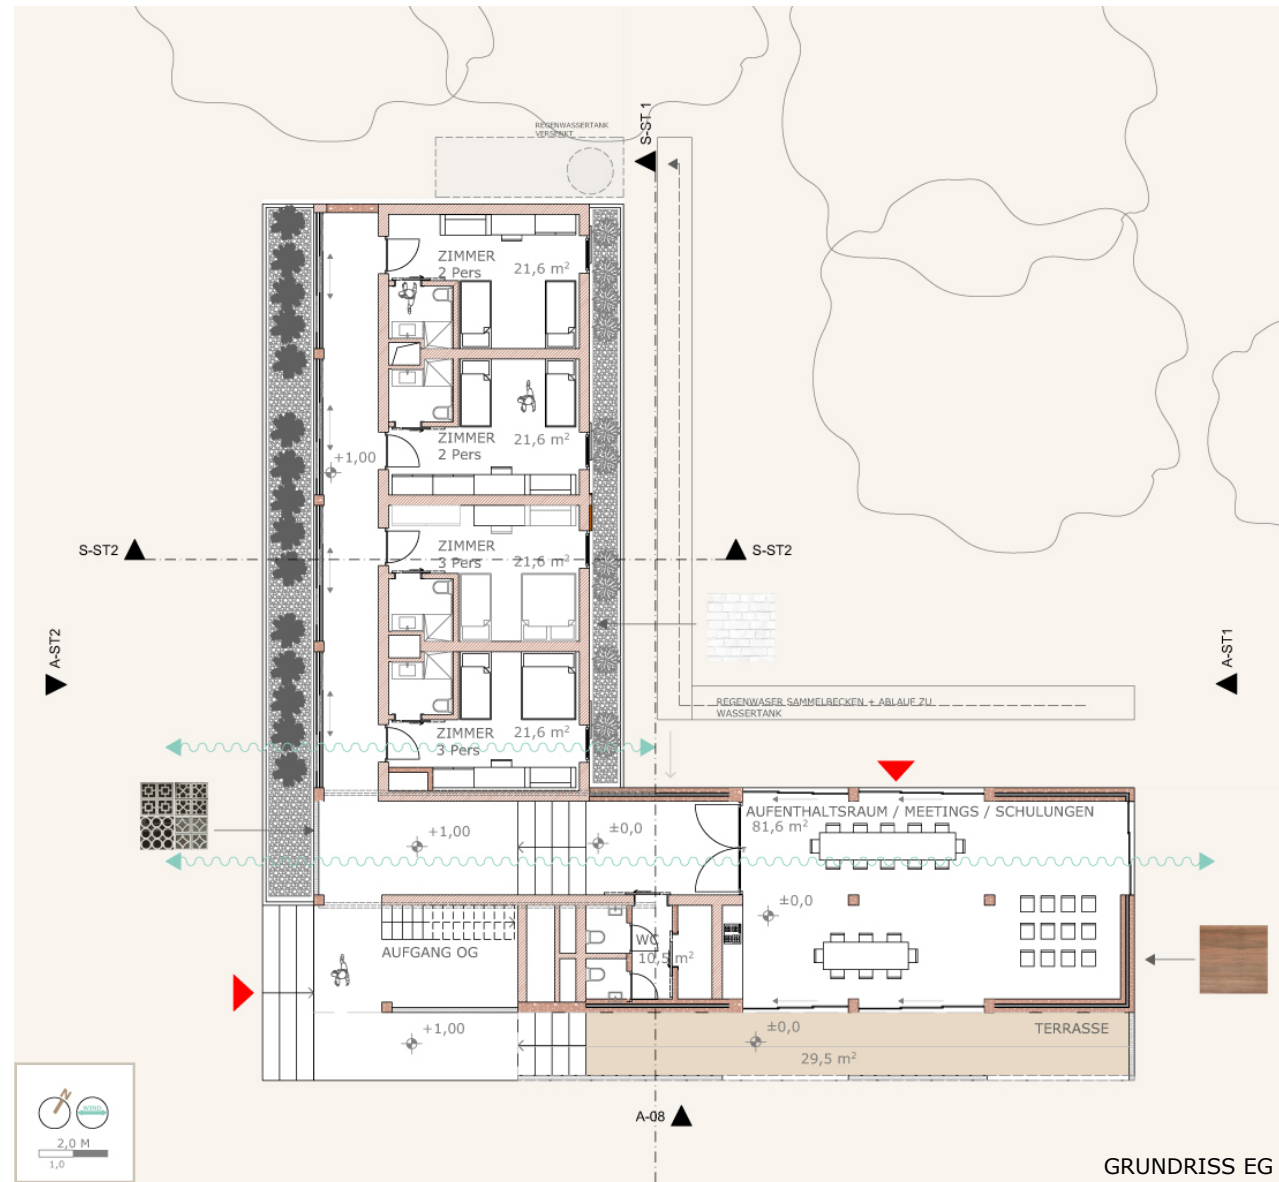 REGENWASSERTANK
VERSENKT
S-ST 1
ZIMMER
2 Pers
21,6 m²
ZIMMER
2 Pers
21,6 m²
+1,00
ZIMMER
3 Pers
21,6 m²
S-ST2
S-ST2
A-ST2
A-ST1
REGENWASER SAMMELBECKEN + ABLAUF ZU
WASSERTANK
ZIMMER
3 Pers
21,6 m²
AUFENTHALTSRAUM / MEETINGS / SCHULUNGEN
81,6 m²
+1,00
±0,0
±0,0
AUFGANG OG
WC
10,5 m²
+1,00
±0,0
TERRASSE
29,5 m²
N
WIND
2,0 M
1,0
A-08
GRUNDRISS EG